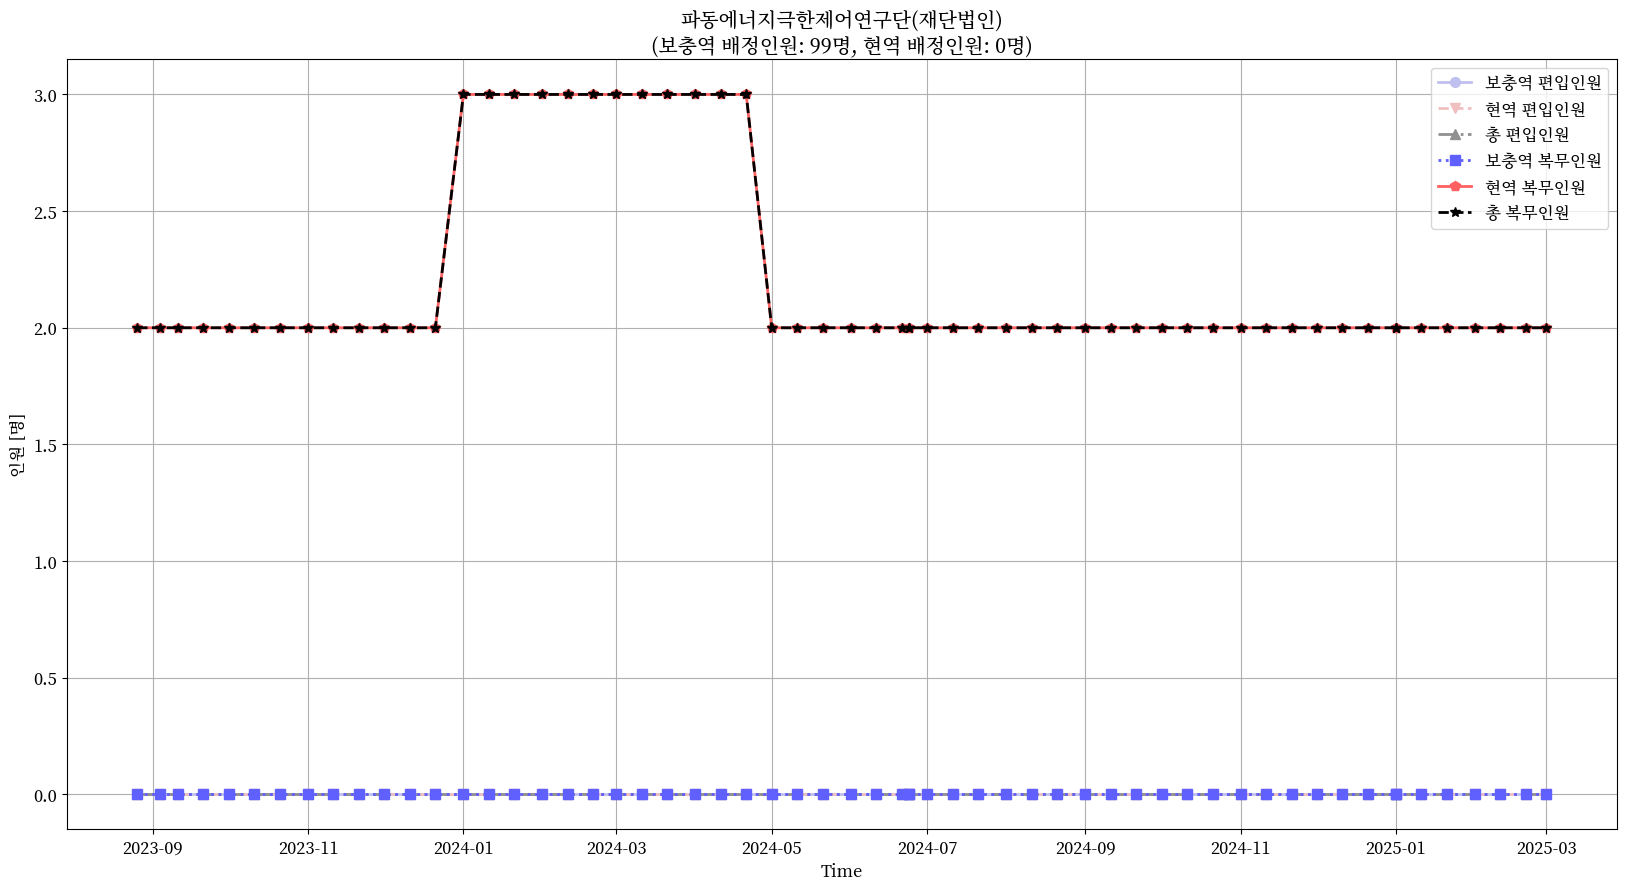 파동에너지극한제어연구단(재단법인)
(보충역 배정인원: 99명, 현역 배정인원: 0명)
보충역 편입인원
현역 편입인원
총 편입인원
보충역 복무인원
현역 복무인원
총 복무인원
인원 [명]
3.0
2.5
2.0
1.5
1.0
0.5
0.0
2023-09
2023-11
2024-01
2024-03
2024-05
2024-07
2024-09
2024-11
2025-01
2025-03
Time